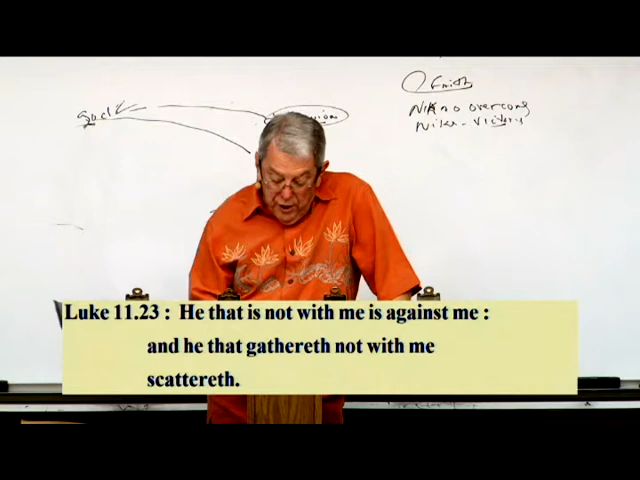 Faith
God
Nikao overcome
Nike - Victory
Luke 11.23 : He that is not with me is against me :
and he that gathereth not with me
scattereth.